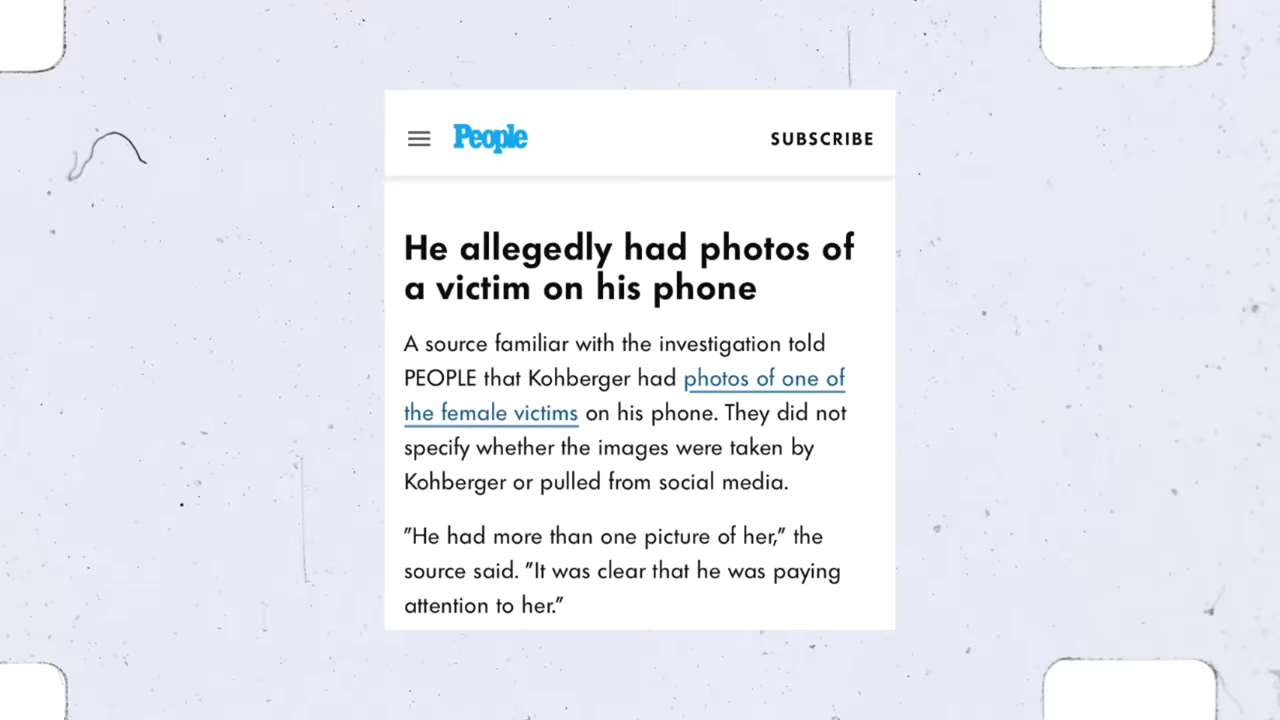 People
SUBSCRIBE
He allegedly had photos of
a victim on his phone
A source familiar with the investigation told
PEOPLE that Kohberger had photos of one of
the female victims on his phone. They did not
specify whether the images were taken by
Kohberger or pulled from social media.
"He had more than one picture of her," the
source said. "It was clear that he was paying
attention to her."